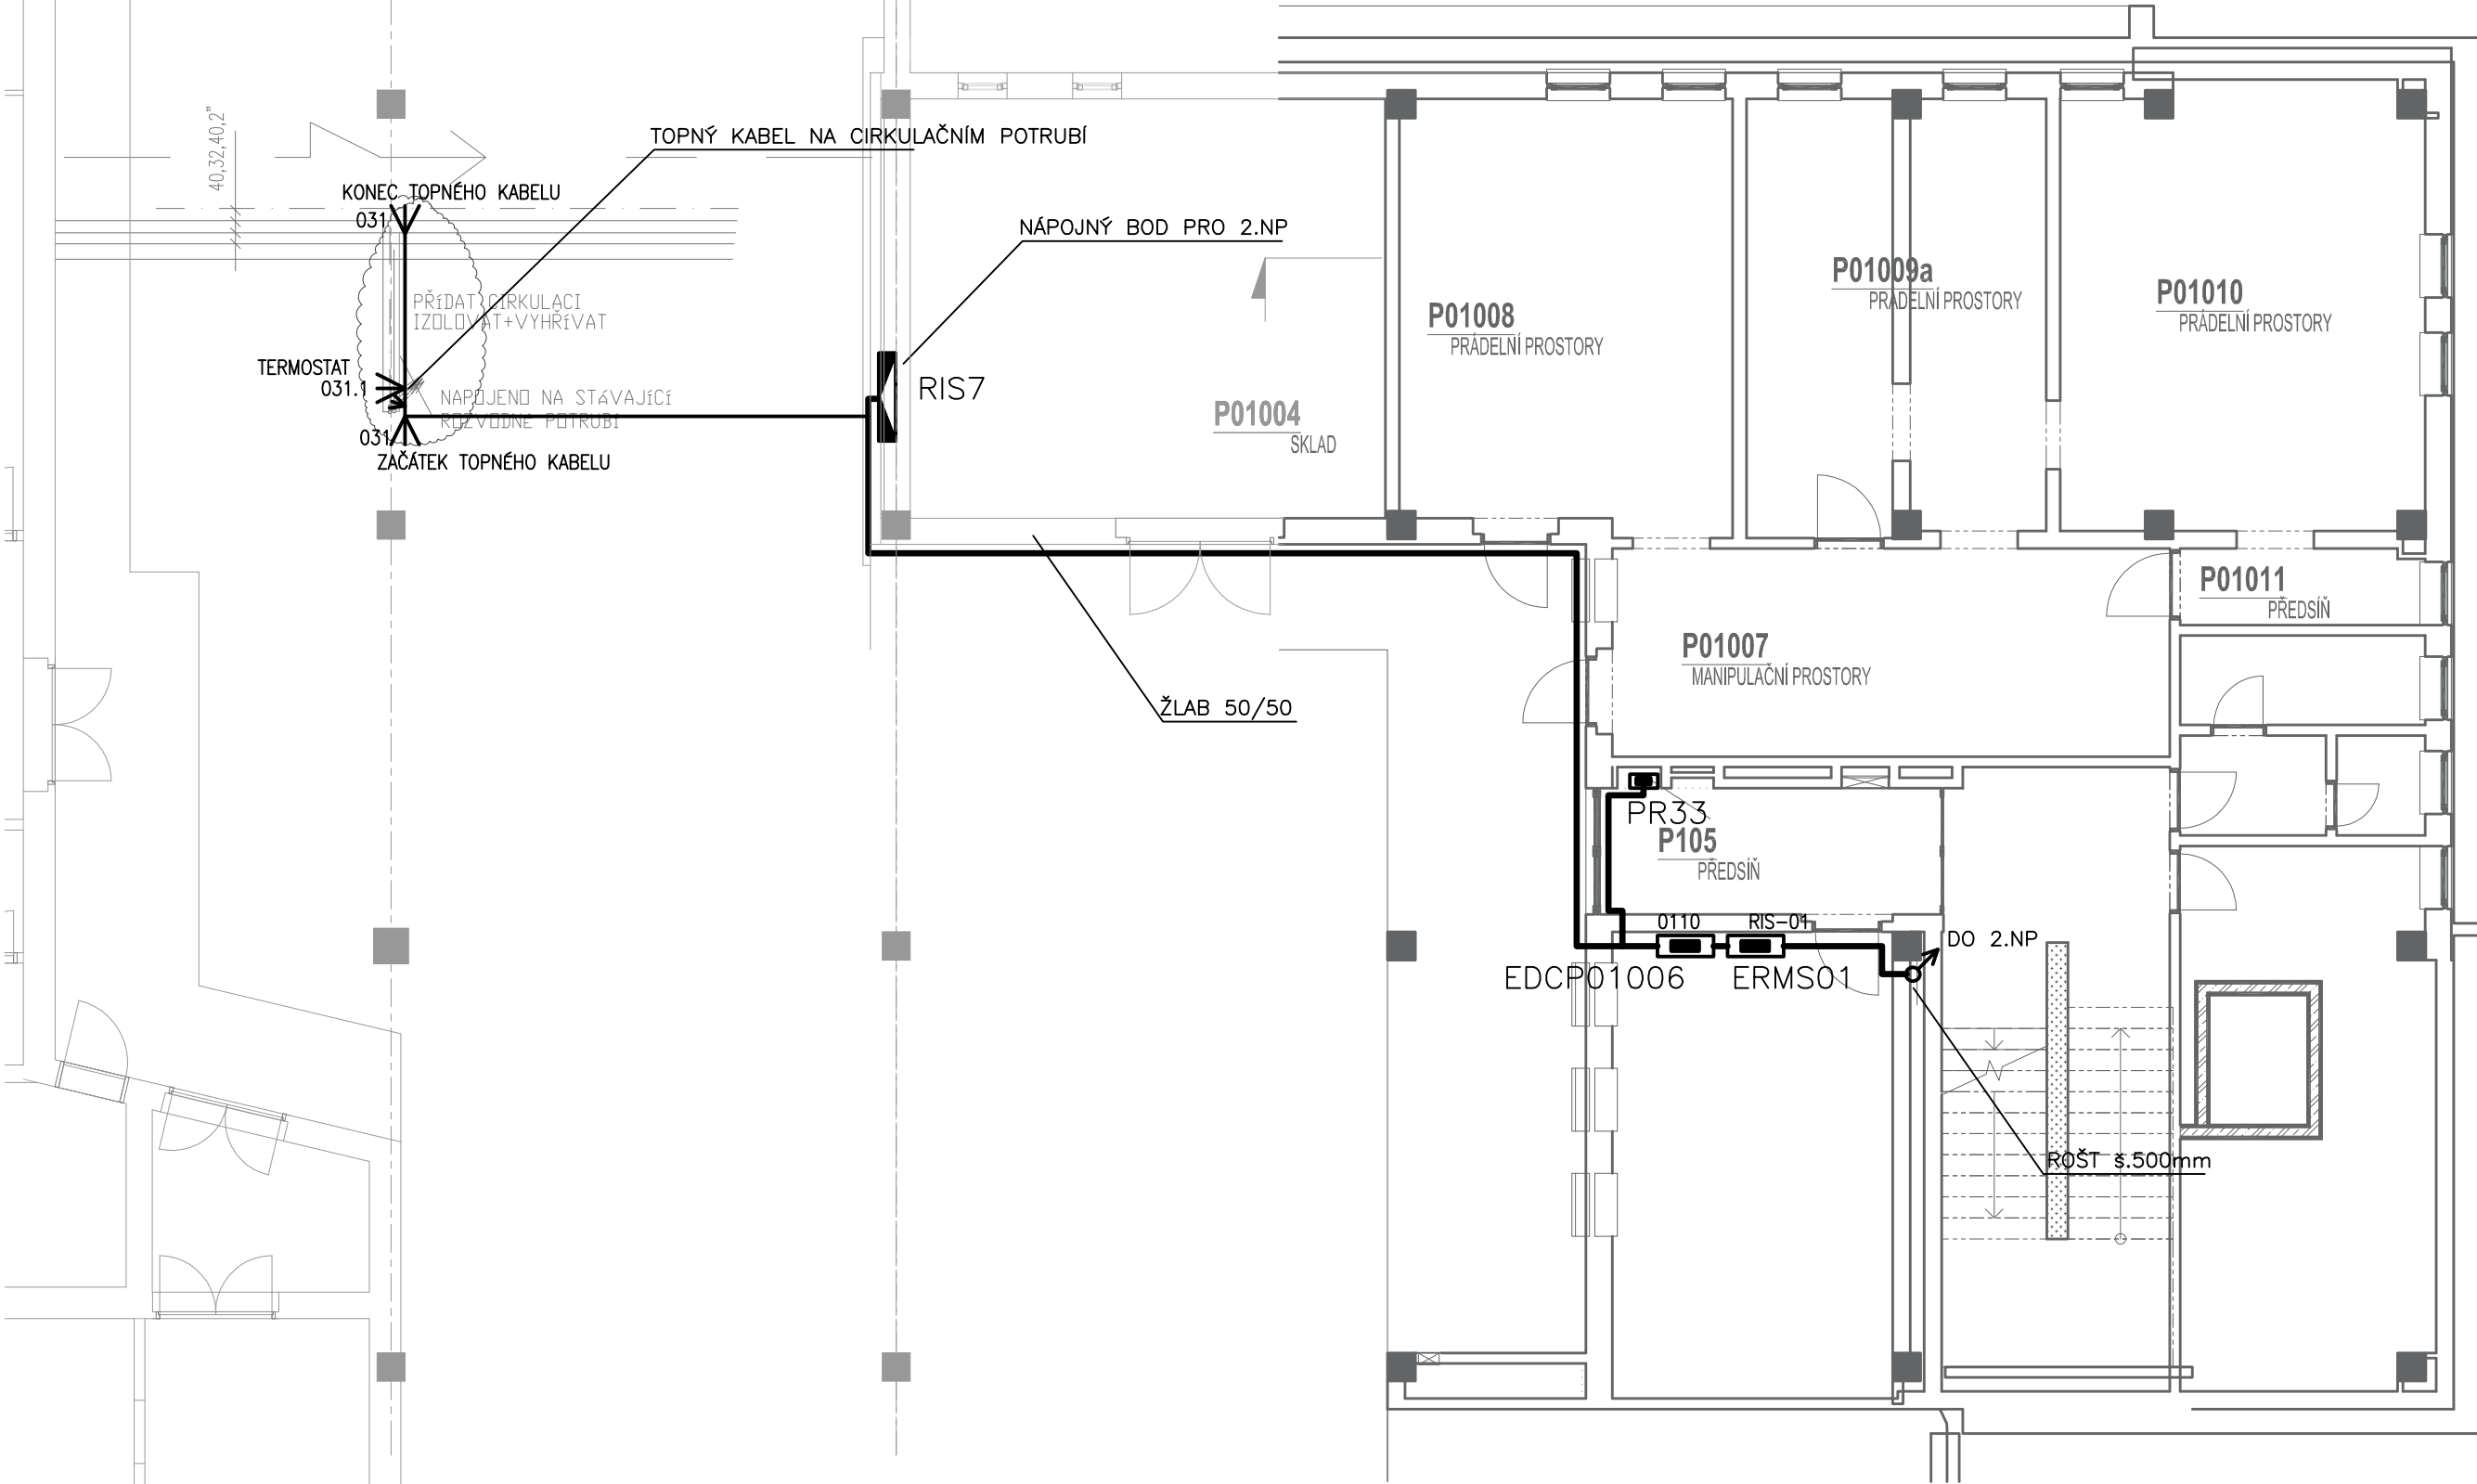 40,32,40,2"
TOPNÝ KABEL NA CIRKULAČNÍM POTRUBÍ
KONEC TOPNÉHO KABELU
031
NÁPOJNÝ BOD PRO 2.NP
PŘÍDAT CIRKULACI
IZOLOVAT+VYHŘÍVAT
TERMOSTAT
031.1
NAPOJENO NA STÁVAJÍCÍ
ROZVODNÉ POTRUBÍ
031
ZAČÁTEK TOPNÉHO KABELU
RIS7
P01004
SKLAD
P01008
PRÁDELNÍ PROSTORY
P01009a
PRÁDELNÍ PROSTORY
P01010
PRÁDELNÍ PROSTORY
P01011
PŘEDSÍŇ
P01007
MANIPULAČNÍ PROSTORY
ŽLAB 50/50
PR33
P105
PŘEDSÍŇ
0110
RIS-01
DO 2.NP
EDCP01006
ERMS01
ROŠT š.500mm